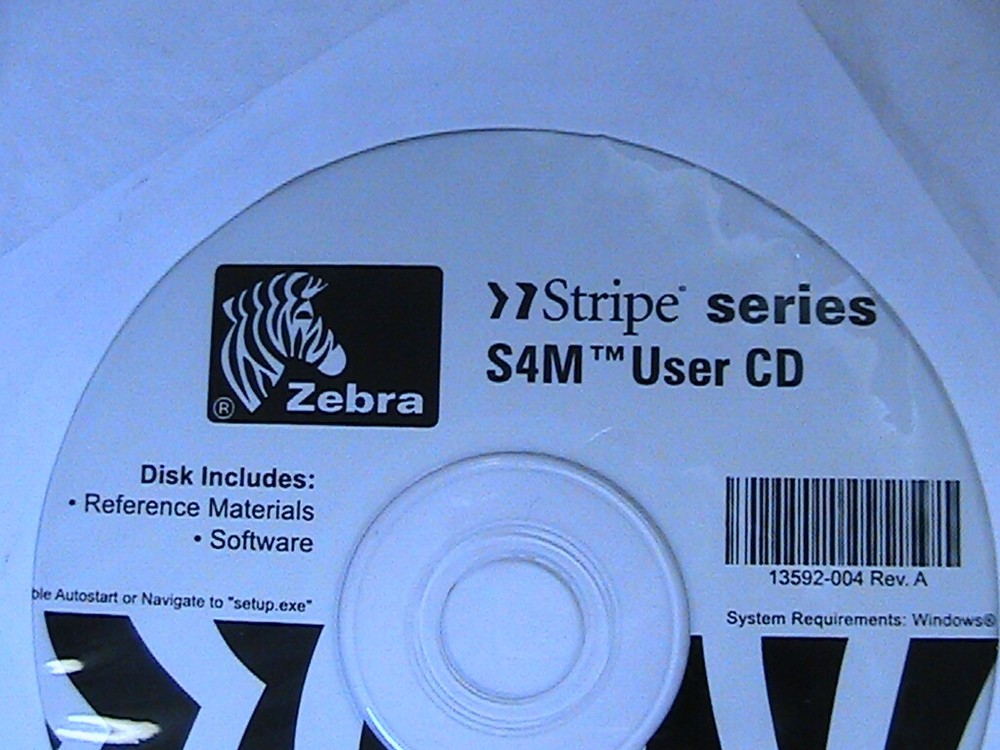 Stripe® series
S4M™ User CD
® Zebra
Disk Includes:
• Reference Materials
• Software
13592-004 Rev. A
Autostart or Navigate to "setup.exe"
System Requirements: Windows®